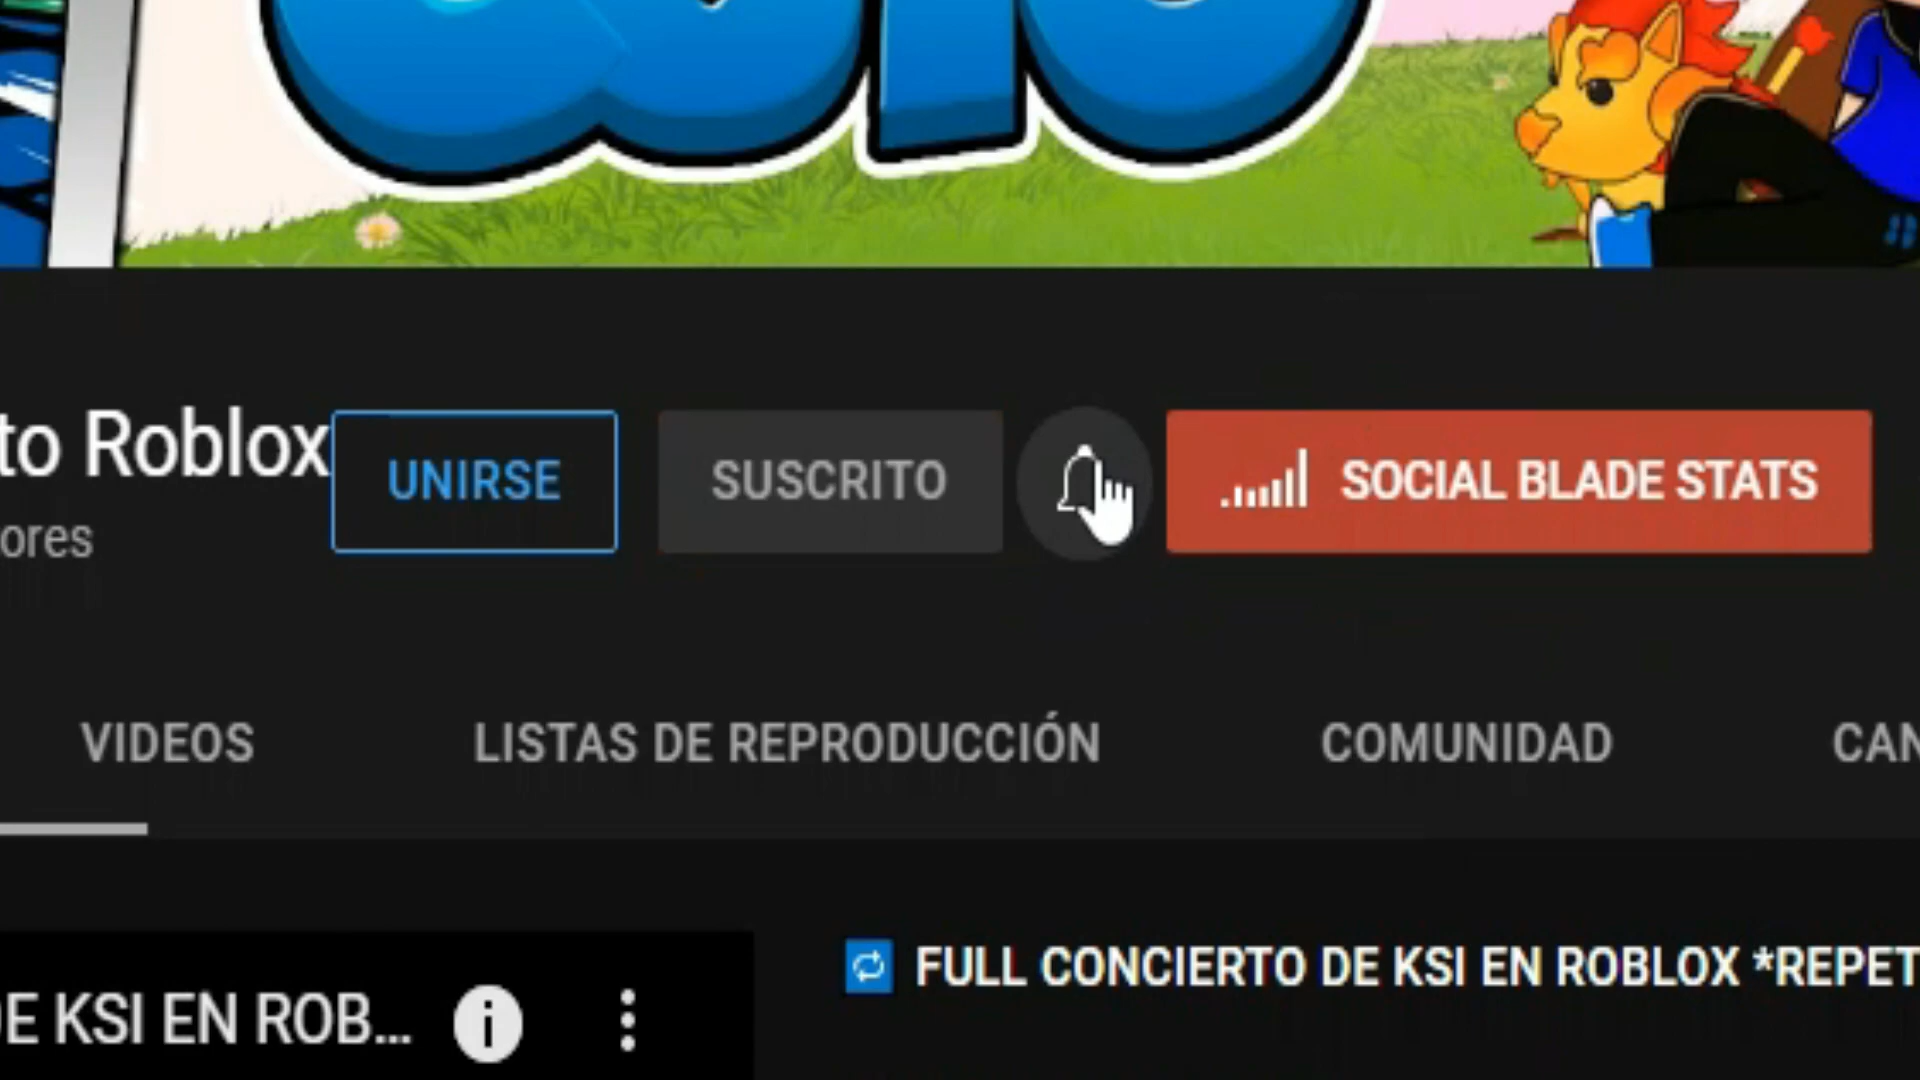 to Roblox
UNIRSE
SUSCRITO
SOCIAL BLADE STATS
ores
VIDEOS
LISTAS DE REPRODUCCIÓN
COMUNIDAD
CAN
FULL CONCIERTO DE KSI EN ROBLOX *REPET
DE KSI EN ROB...